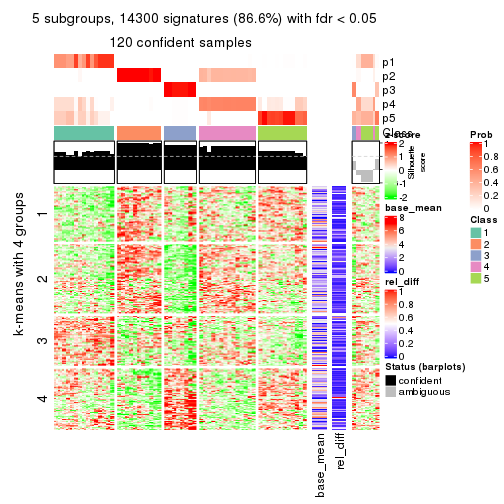 5 subgroups, 14300 signatures (86.6%) with fdr < 0.05
120 confident samples
p1
p2
p3
p4
p5
Class
Silhouette
score
k-means with 4 groups
1
2
3
4
base_mean
rel_diff
z-score
2
1
0
-1
-2
base_mean
8
6
4
2
0
rel_diff
1
0.8
0.6
0.4
0.2
0
Status (barplots)
confident
ambiguous
Prob
1
0.8
0.6
0.4
0.2
0
Class
1
2
3
4
5